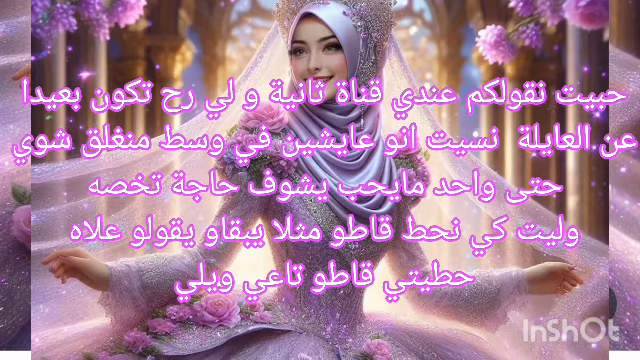 حبيت نقولكم عندي قناة ثانية و لي رح تكون بعيدا
عن العايلة نسيت انو عايشين في وسط منغلق شوي
حتى واحد مايحب يشوف حاجة تخصه
وليت كي نحط قاطو مثلا يبقاو يقولو علاه
حطيتي قاطو تاعي ويلي
InShOt